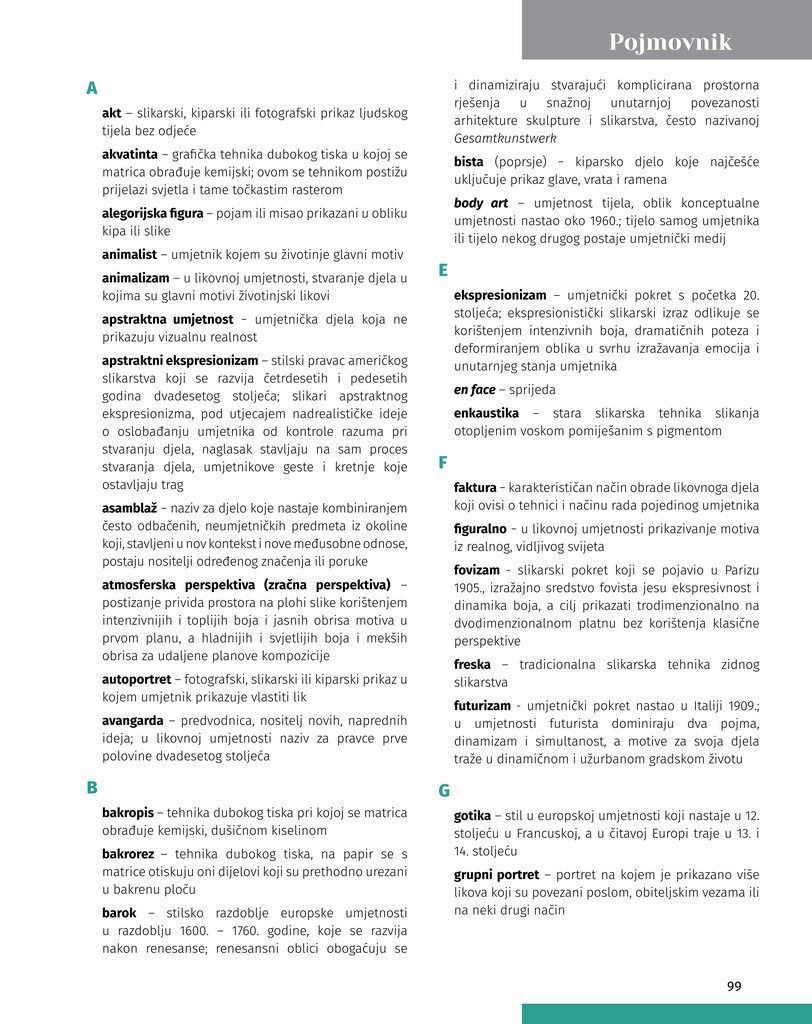 Pojmovnik
A
akt – slikarski, kiparski ili fotografski prikaz ljudskog
tijela bez odjeće
akvatinta – grafička tehnika dubokog tiska u kojoj se
matrica obrađuje kemijski; ovom se tehnikom postižu
prijelazi svjetla i tame točkastim rasterom
alegorijska figura – pojam ili misao prikazani u obliku
kipa ili slike
animalist – umjetnik kojem su životinje glavni motiv
animalizam – u likovnoj umjetnosti, stvaranje djela u
kojima su glavni motivi životinjski likovi
apstraktna umjetnost - umjetnička djela koja ne
prikazuju vizualnu realnost
apstraktni ekspresionizam – stilski pravac američkog
slikarstva koji se razvija četrdesetih i pedesetih
godina dvadesetog stoljeća; slikari apstraktnog
ekspresionizma, pod utjecajem nadrealističke ideje
o oslobađanju umjetnika od kontrole razuma pri
stvaranju djela, naglasak stavljaju na sam proces
stvaranja djela, umjetnikove geste i kretnje koje
ostavljaju trag
asamblaž - naziv za djelo koje nastaje kombiniranjem
često odbačenih, neumjetničkih predmeta iz okoline
koji, stavljeni u nov kontekst i nove međusobne odnose,
postaju nositelji određenog značenja ili poruke
atmosferska perspektiva (zračna perspektiva) –
postizanje privida prostora na plohi slike korištenjem
intenzivnijih i toplijih boja i jasnih obrisa motiva u
prvom planu, a hladnijih i svjetlijih boja i mekših
obrisa za udaljene planove kompozicije
autoportret – fotografski, slikarski ili kiparski prikaz u
kojem umjetnik prikazuje vlastiti lik
avangarda – predvodnica, nositelj novih, naprednih
ideja; u likovnoj umjetnosti naziv za pravce prve
polovine dvadesetog stoljeća
B
bakropis – tehnika dubokog tiska pri kojoj se matrica
obrađuje kemijski, dušičnom kiselinom
bakrorez – tehnika dubokog tiska, na papir se s
matrice otiskuju oni dijelovi koji su prethodno urezani
u bakrenu ploču
barok – stilsko razdoblje europske umjetnosti
u razdoblju 1600. – 1760. godine, koje se razvija
nakon renesanse; renesansni oblici obogaćuju se
i dinamiziraju stvarajući komplicirana prostorna
rješenja u snažnoj unutarnjoj povezanosti
arhitekture skulpture i slikarstva, često nazivanoj
Gesamtkunstwerk
bista (poprsje) - kiparsko djelo koje najčešće
uključuje prikaz glave, vrata i ramena
body art – umjetnost tijela, oblik konceptualne
umjetnosti nastao oko 1960.; tijelo samog umjetnika
ili tijelo nekog drugog postaje umjetnički medij
E
ekspresionizam – umjetnički pokret s početka 20.
stoljeća; ekspresionistički slikarski izraz odlikuje se
korištenjem intenzivnih boja, dramatičnih poteza i
deformiranjem oblika u svrhu izražavanja emocija i
unutarnjeg stanja umjetnika
en face – sprijeda
enkaustika – stara slikarska tehnika slikanja
otopljenim voskom pomiješanim s pigmentom
F
faktura - karakterističan način obrade likovnoga djela
koji ovisi o tehnici i načinu rada pojedinog umjetnika
figuralno - u likovnoj umjetnosti prikazivanje motiva
iz realnog, vidljivog svijeta
fovizam - slikarski pokret koji se pojavio u Parizu
1905., izražajno sredstvo fovista jesu ekspresivnost i
dinamika boja, a cilj prikazati trodimenzionalno na
dvodimenzionalnom platnu bez korištenja klasične
perspektive
freska – tradicionalna slikarska tehnika zidnog
slikarstva
futurizam - umjetnički pokret nastao u Italiji 1909.;
u umjetnosti futurista dominiraju dva pojma,
dinamizam i simultanost, a motive za svoja djela
traže u dinamičnom i užurbanom gradskom životu
G
gotika – stil u europskoj umjetnosti koji nastaje u 12.
stoljeću u Francuskoj, a u čitavoj Europi traje u 13. i
14. stoljeću
grupni portret – portret na kojem je prikazano više
likova koji su povezani poslom, obiteljskim vezama ili
na neki drugi način
99